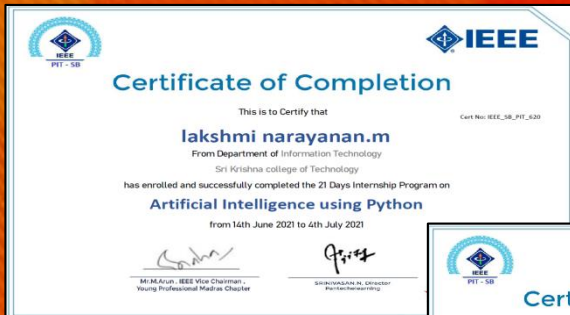 IEEE
PIT - SB
IEEE
Certificate of Completion
This is to Certify that
Cert No: IEEE_SB_PIT_620
lakshmi narayanan.m
From Department of Information Technology
Sri Krishna college of Technology
has enrolled and successfully completed the 21 Days Internship Program on
Artificial Intelligence using Python
from 14th June 2021 to 4th July 2021
Mr.M.Arun , IEEE Vice Chairman ,
Young Professional Madras Chapter
SRINIVASAN.N, Director
Pantechelearning
IEEE
PIT - SB
Cert